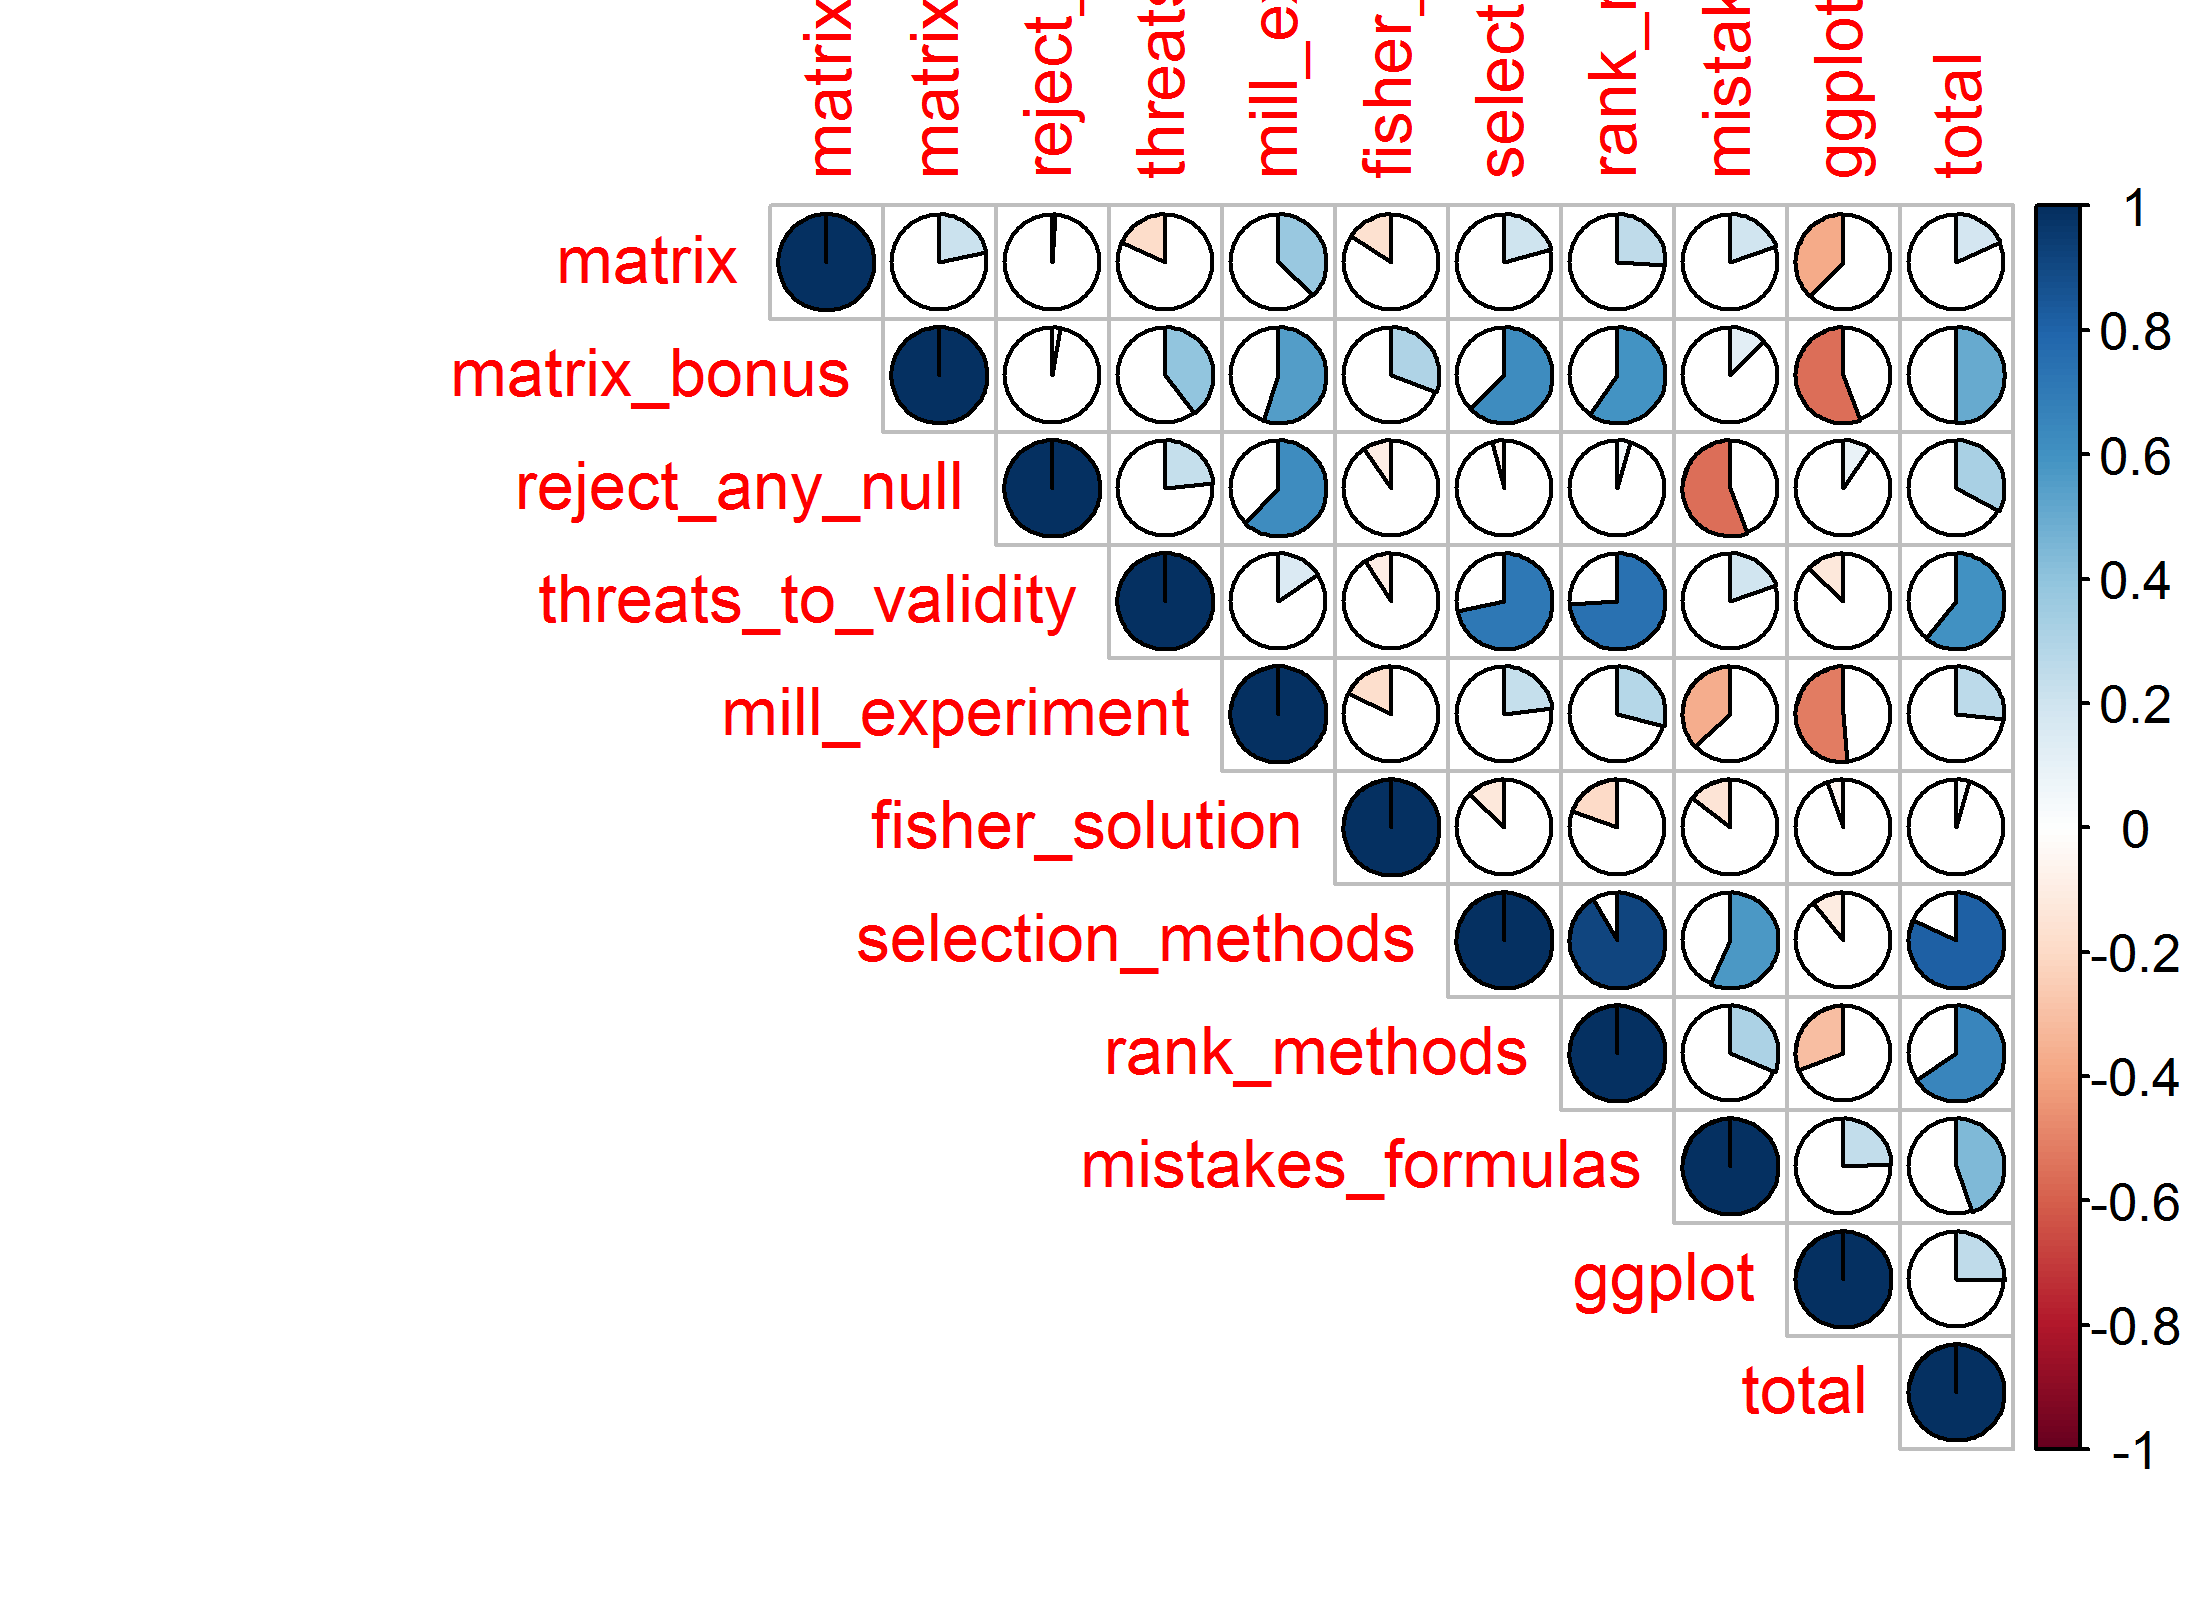 matrix
matrix
reject_
threats
mill_ex
fisher_
select
rank_
mistak
ggplot
total
matrix
matrix_bonus
reject_any_null
threats_to_validity
mill_experiment
fisher_solution
selection_methods
rank_methods
mistakes_formulas
ggplot
total
1
0.8
0.6
0.4
0.2
0
-0.2
-0.4
-0.6
-0.8
-1